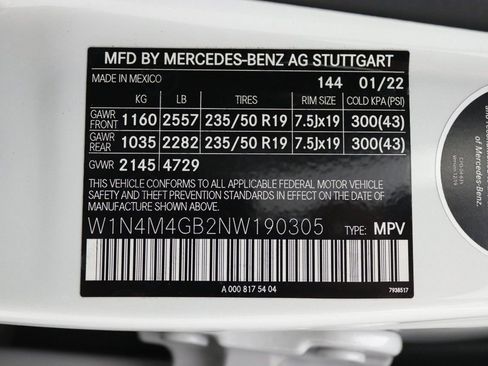 MFD BY MERCEDES-BENZ AG STUTTGART
MADE IN MEXICO 144 01/22
KG LB TIRES RIM SIZE COLD KPA(PSI)
GAWR FRONT 1160 2557 235/50 R19 7.5Jx19 300(43)
GAWR REAR 1035 2282 235/50 R19 7.5Jx19 300(43)
GVWR 2145 4729
THIS VEHICLE CONFORMS TO ALL APPLICABLE FEDERAL MOTOR VEHICLE
SAFETY STANDARDS IN EFFECT ON THE DATE OF
MANUFACTURE SHOWN ABOVE.
W1N4M4GB2NW190305 TYPE: MPV
A 000 817 54 04 7938517
of Mercedes-Benz.